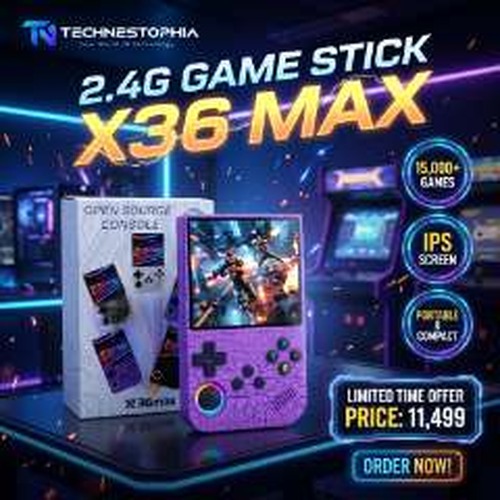 TECHNESTOPHIA
2.4G GAME STICK
X36 MAX
15,000+
GAMES
OPEN SOURCE
CONSOLE
IPS
SCREEN
PORTABLE
&
COMPACT
X36max
LIMITED TIME OFFER
PRICE: 11,499
ORDER NOW!